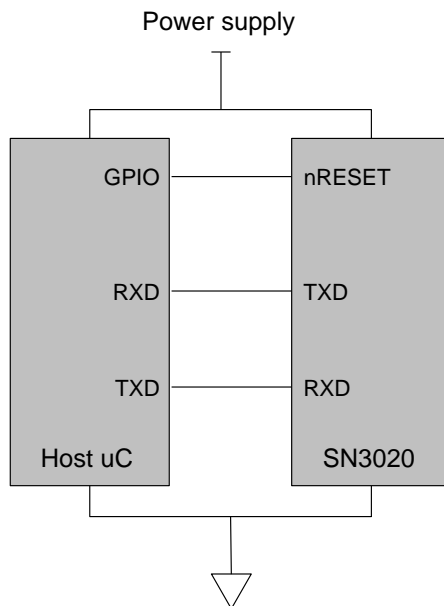 Power supply
GPIO nRESET
RXD TXD
TXD RXD
Host uC SN3020